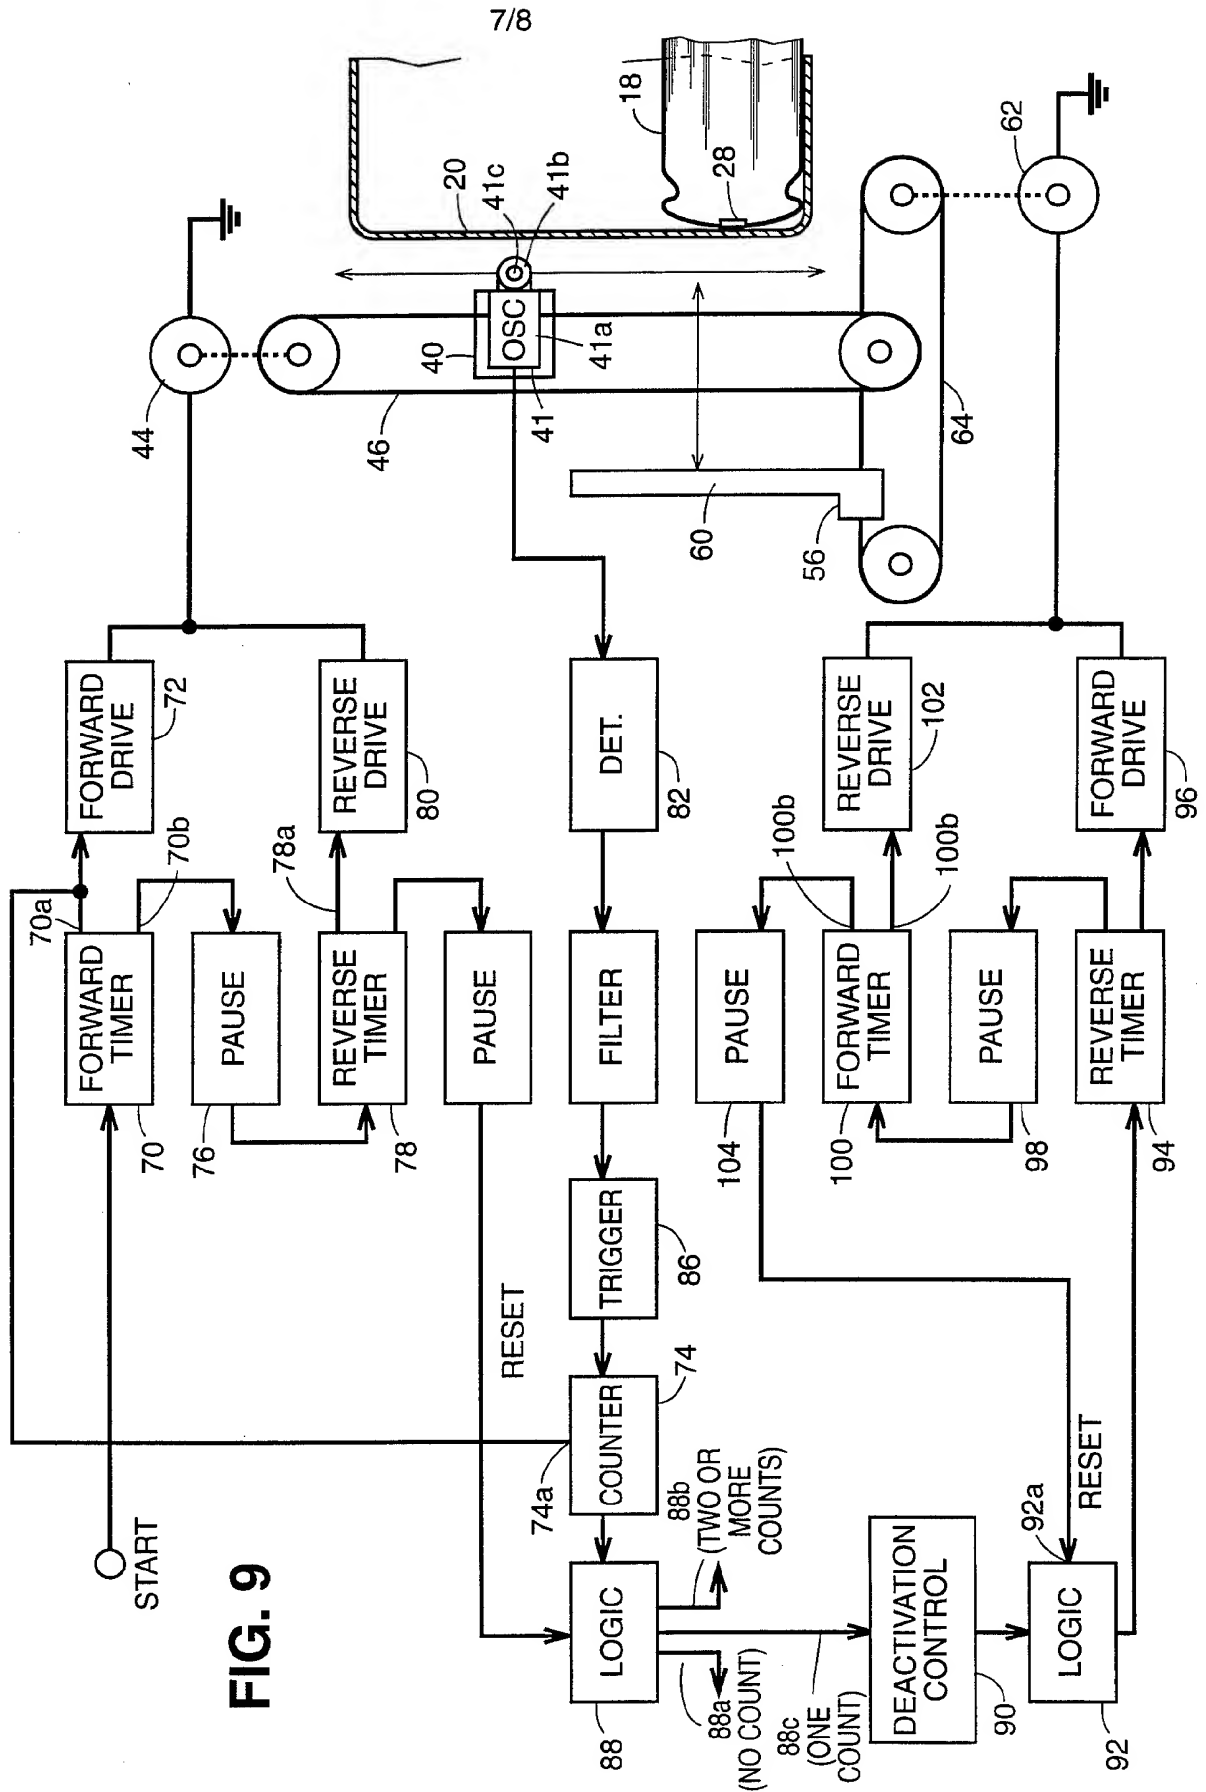 7/8
FIG. 9
START
70
FORWARD
TIMER
70a
70b
FORWARD
DRIVE
72
44
76
PAUSE
78
REVERSE
TIMER
78a
REVERSE
DRIVE
80
46
40
41
OSC
41a
41c
41b
20
PAUSE
RESET
88
LOGIC
74a
COUNTER
74
TRIGGER
86
FILTER
DET.
82
60
56
28
18
88a
(NO COUNT)
88b
(TWO OR
MORE
COUNTS)
88c
(ONE
COUNT)
104
PAUSE
100
FORWARD
TIMER
100b
100b
REVERSE
DRIVE
102
64
62
DEACTIVATION
CONTROL
90
PAUSE
98
LOGIC
92
92a
RESET
REVERSE
TIMER
94
FORWARD
DRIVE
96